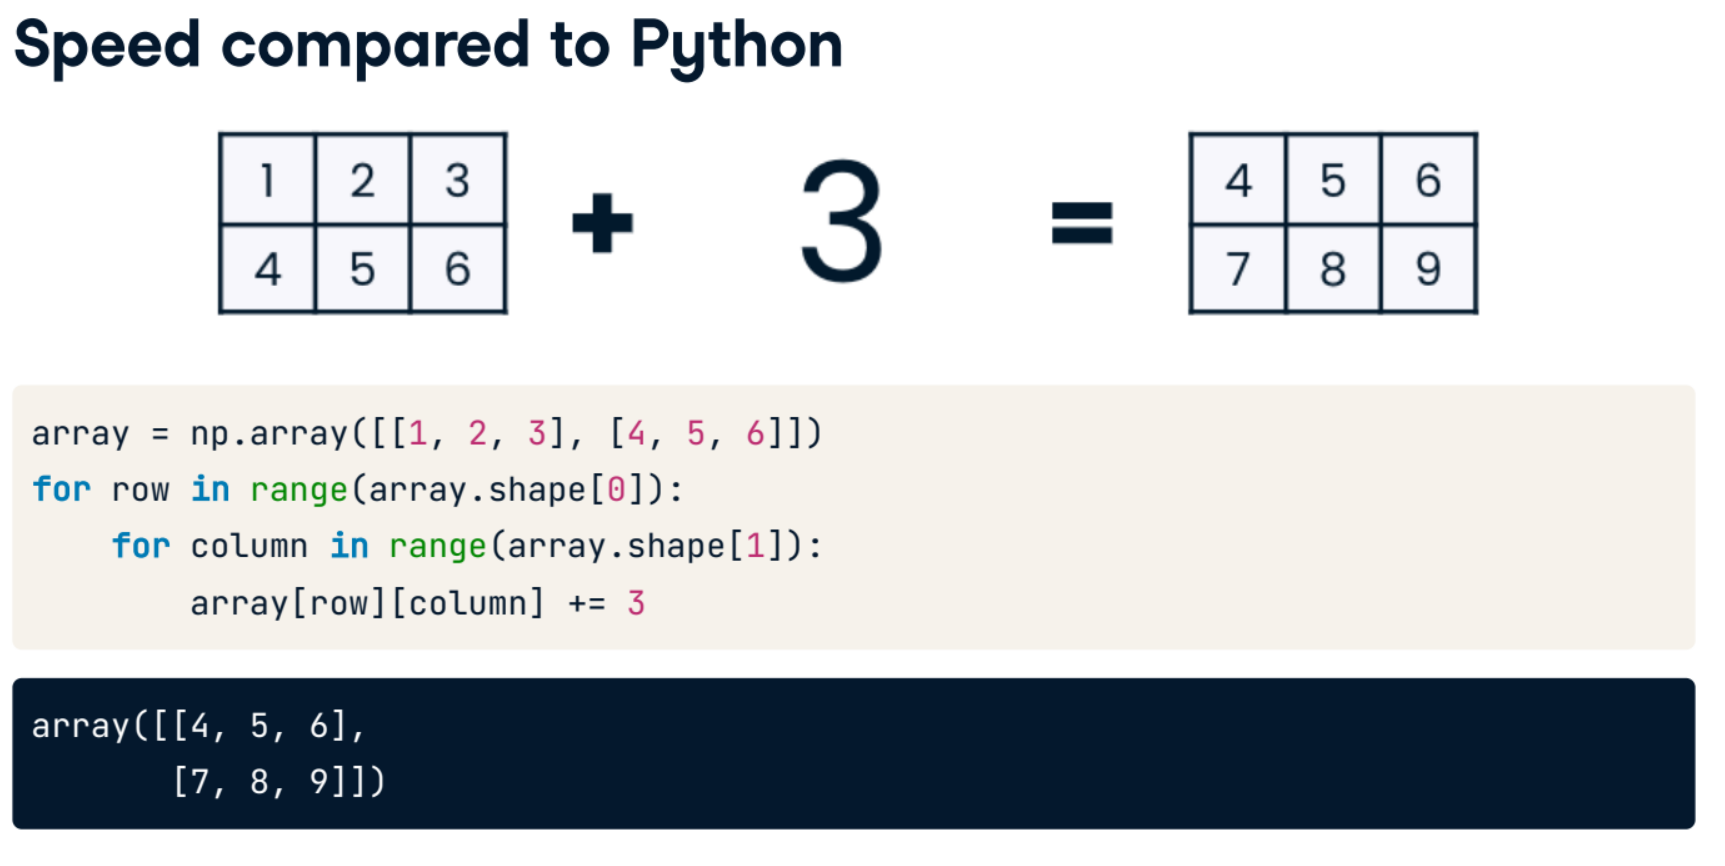 Speed compared to Python
1 2 3
4 5 6
+ 3 =
4 5 6
7 8 9
array = np.array([[1, 2, 3], [4, 5, 6]])
for row in range(array.shape[0]):
    for column in range(array.shape[1]):
        array[row][column] += 3
array([[4, 5, 6],
       [7, 8, 9]])